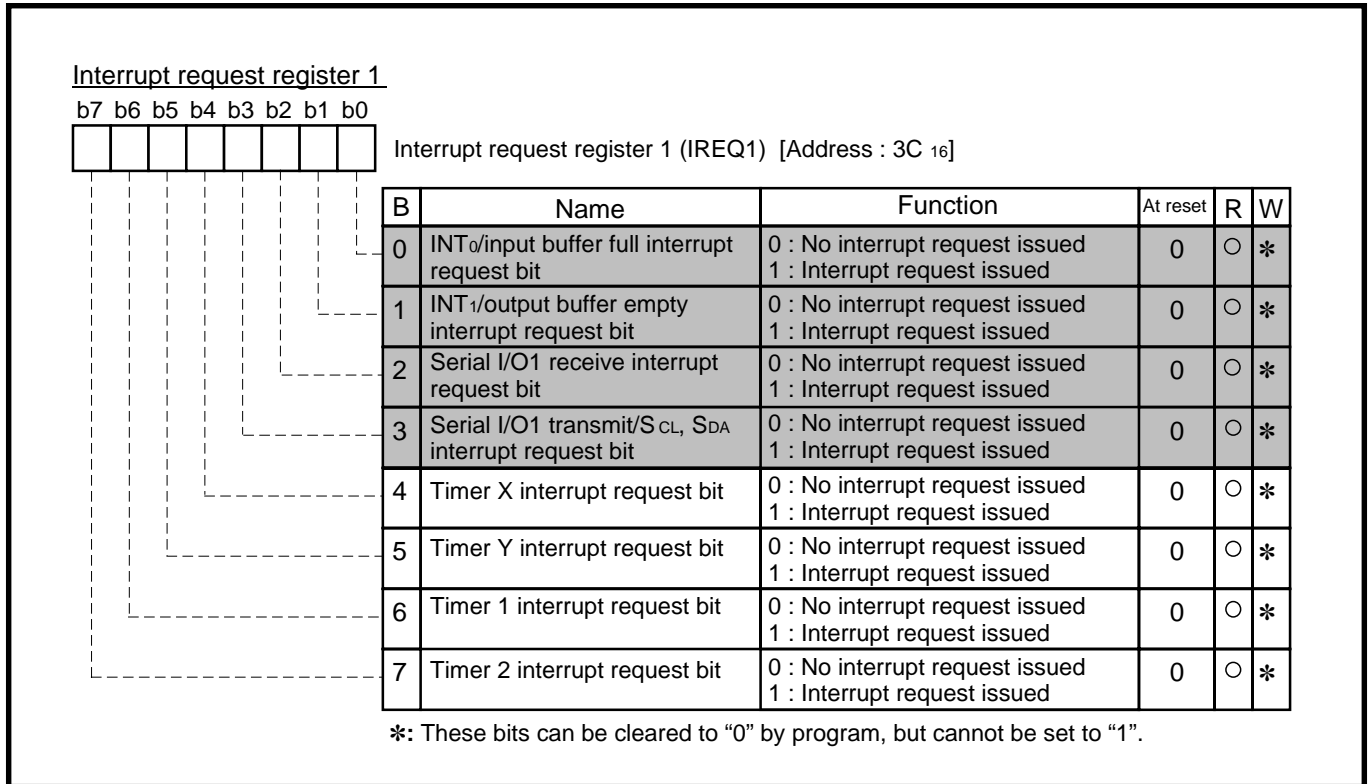 Interrupt request register 1
b7 b6 b5 b4 b3 b2 b1 b0
Interrupt request register 1 (IREQ1) [Address : 3C 16]
B Name Function At reset R W
0 INT0/input buffer full interrupt request bit 0 : No interrupt request issued 0 ○ ✻
1 : Interrupt request issued
1 INT1/output buffer empty interrupt request bit 0 : No interrupt request issued 0 ○ ✻
1 : Interrupt request issued
2 Serial I/O1 receive interrupt request bit 0 : No interrupt request issued 0 ○ ✻
1 : Interrupt request issued
3 Serial I/O1 transmit/SCL, SDA interrupt request bit 0 : No interrupt request issued 0 ○ ✻
1 : Interrupt request issued
4 Timer X interrupt request bit 0 : No interrupt request issued 0 ○ ✻
1 : Interrupt request issued
5 Timer Y interrupt request bit 0 : No interrupt request issued 0 ○ ✻
1 : Interrupt request issued
6 Timer 1 interrupt request bit 0 : No interrupt request issued 0 ○ ✻
1 : Interrupt request issued
7 Timer 2 interrupt request bit 0 : No interrupt request issued 0 ○ ✻
1 : Interrupt request issued
✻: These bits can be cleared to “0” by program, but cannot be set to “1”.